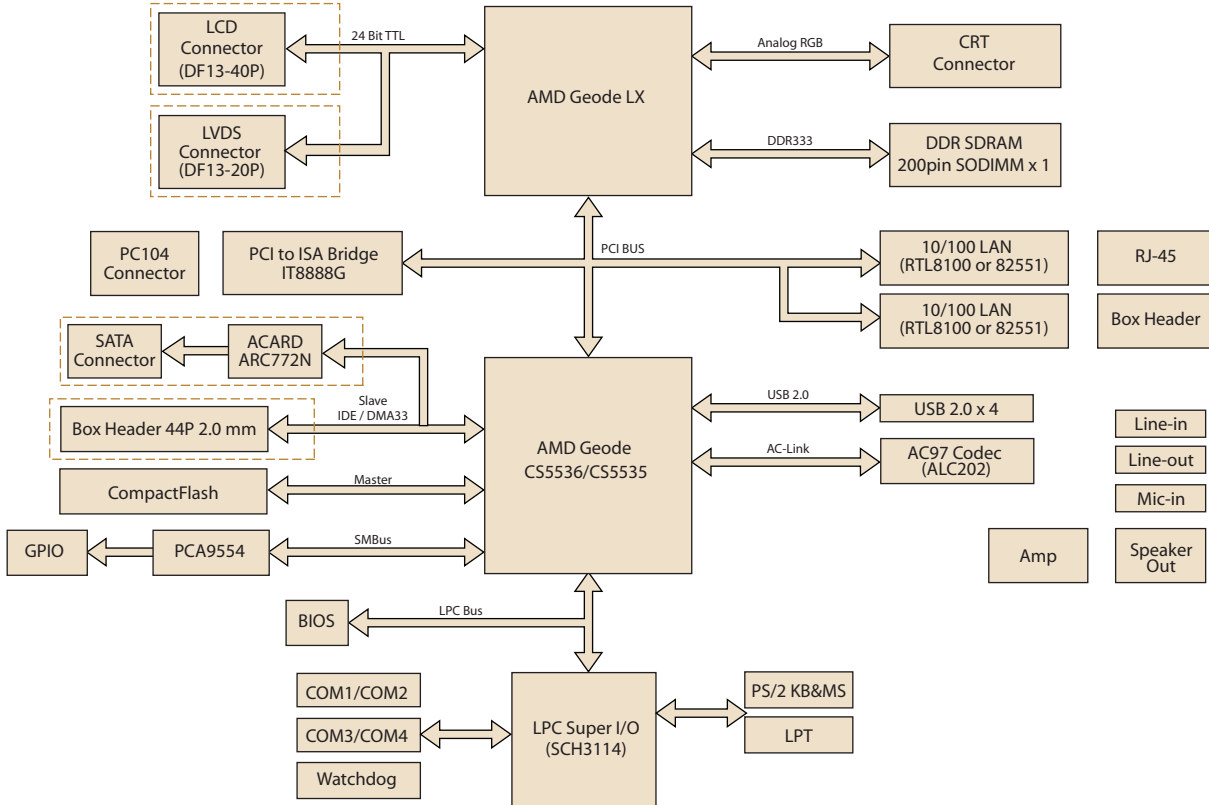 LCD
Connector
(DF13-40P)
24 Bit TTL
AMD Geode LX
Analog RGB
CRT
Connector
LVDS
Connector
(DF13-20P)
DDR333
DDR SDRAM
200pin SODIMM x 1
PC104
Connector
PCI to ISA Bridge
IT8888G
PCI BUS
10/100 LAN
(RTL8100 or 82551)
RJ-45
10/100 LAN
(RTL8100 or 82551)
Box Header
SATA
Connector
ACARD
ARC772N
Slave
IDE / DMA33
Box Header 44P 2.0 mm
AMD Geode
CS5536/CS5535
USB 2.0
USB 2.0 x 4
AC-Link
AC97 Codec
(ALC202)
Line-in
Line-out
Mic-in
CompactFlash
Master
GPIO
PCA9554
SMBus
Amp
Speaker
Out
BIOS
LPC Bus
COM1/COM2
COM3/COM4
Watchdog
LPC Super I/O
(SCH3114)
PS/2 KB&MS
LPT